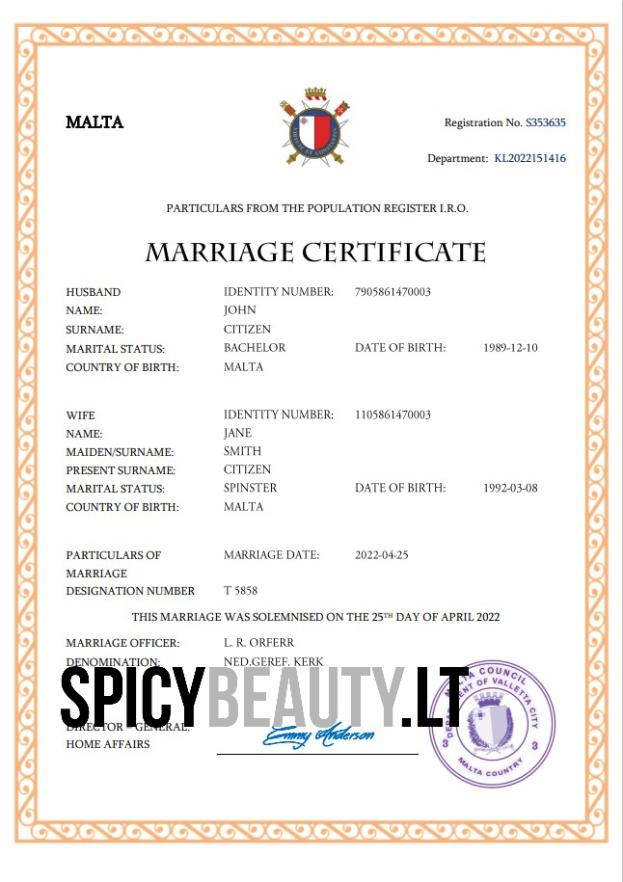 MALTA
Registration No. S353635
Department: KL2022151416
PARTICULARS FROM THE POPULATION REGISTER I.R.O.
MARRIAGE CERTIFICATE
HUSBAND IDENTITY NUMBER: 7905861470003
NAME: JOHN
SURNAME: CITIZEN
MARITAL STATUS: BACHELOR DATE OF BIRTH: 1989-12-10
COUNTRY OF BIRTH: MALTA
WIFE IDENTITY NUMBER: 1105861470003
NAME: JANE
MAIDEN/SURNAME: SMITH
PRESENT SURNAME: CITIZEN
MARITAL STATUS: SPINSTER DATE OF BIRTH: 1992-03-08
COUNTRY OF BIRTH: MALTA
PARTICULARS OF MARRIAGE DATE: 2022-04-25
MARRIAGE
DESIGNATION NUMBER T 5858
THIS MARRIAGE WAS SOLEMNISED ON THE 25TH DAY OF APRIL 2022
MARRIAGE OFFICER: L. R. ORFERR
DENOMINATION: NED.GEREF. KERK
SPICYBEAUTY.LT
DIRECTOR – GENERAL:
HOME AFFAIRS
Emmy Anderson
MALTA COUNCIL
OF VALLETTA CITY
3 3
MALTA COUNTRY